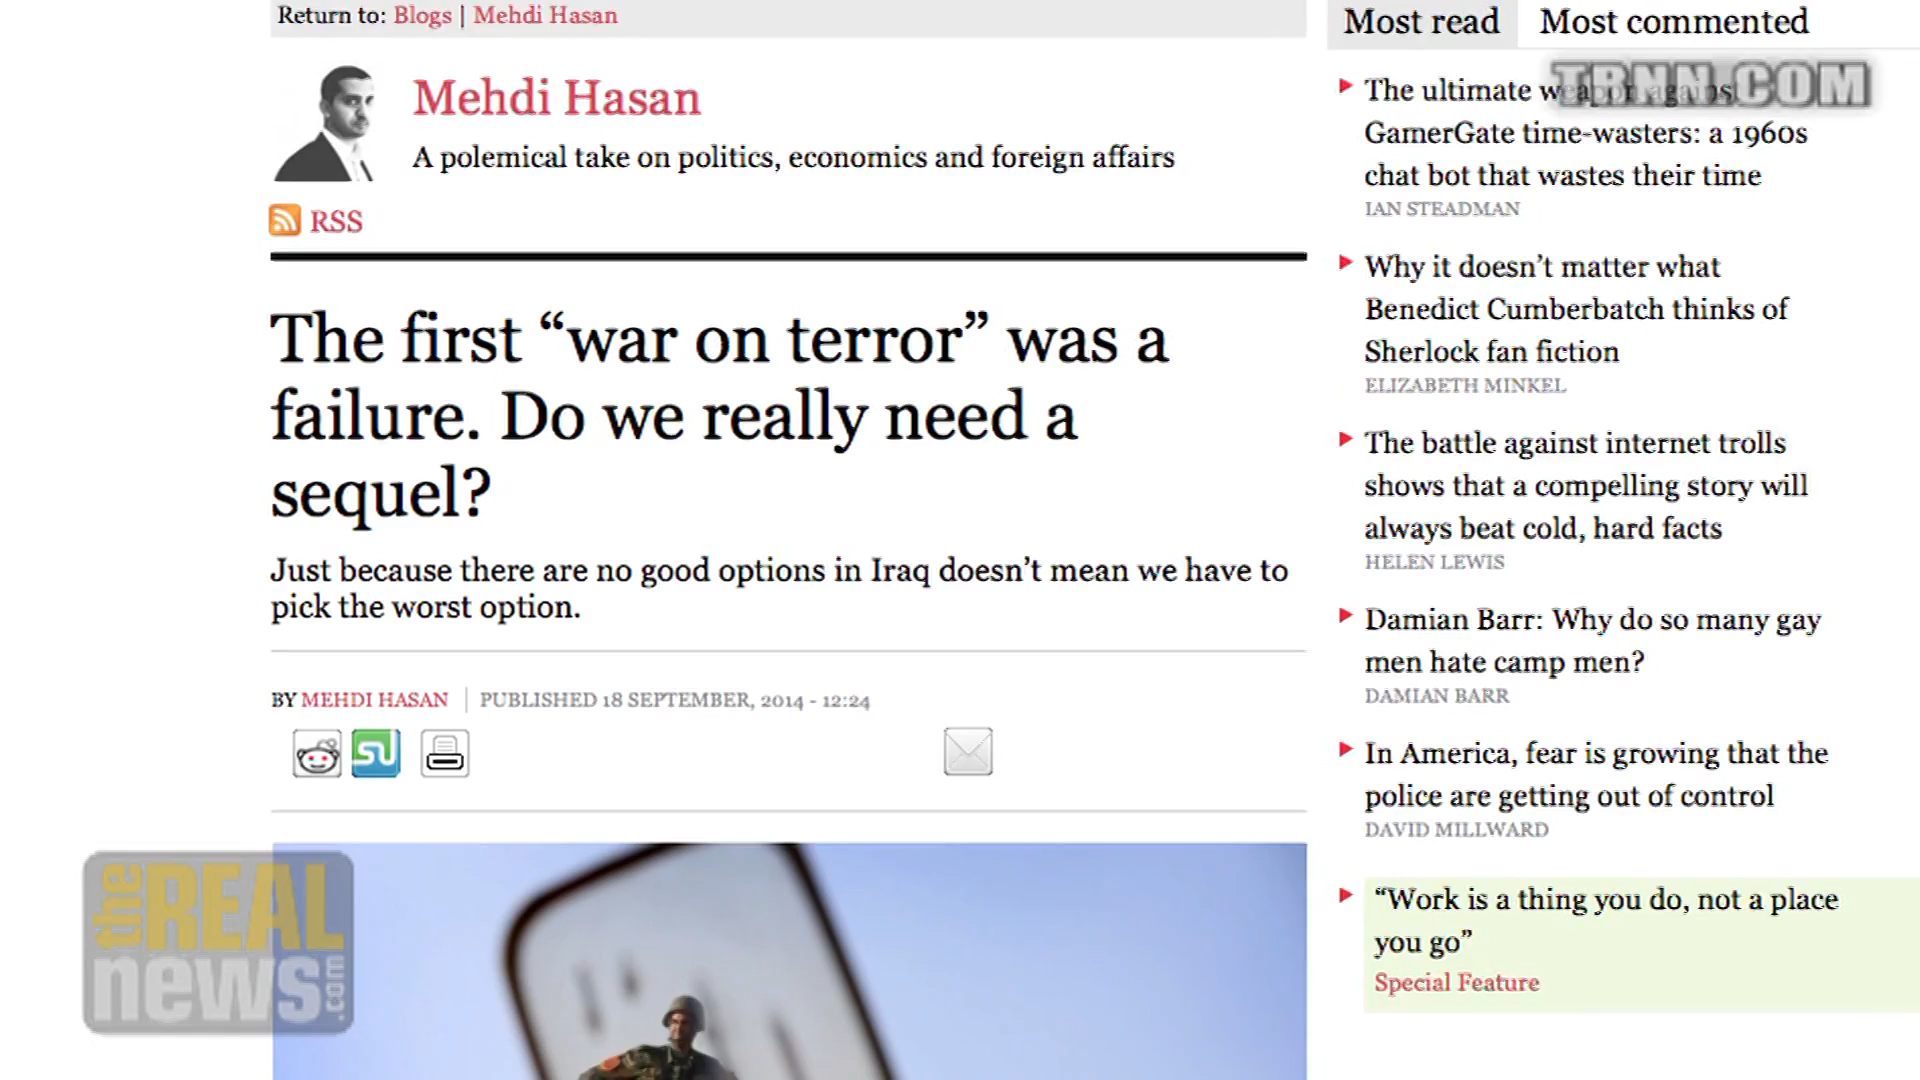 Return to: Blogs | Mehdi Hasan
Mehdi Hasan
A polemical take on politics, economics and foreign affairs
RSS
The first “war on terror” was a
failure. Do we really need a
sequel?
Just because there are no good options in Iraq doesn’t mean we have to
pick the worst option.
BY MEHDI HASAN | PUBLISHED 18 SEPTEMBER, 2014 - 12:24
SU
the REAL
news.com
Most read
Most commented
TRNN.COM
The ultimate weapon against
GamerGate time-wasters: a 1960s
chat bot that wastes their time
IAN STEADMAN
Why it doesn’t matter what
Benedict Cumberbatch thinks of
Sherlock fan fiction
ELIZABETH MINKEL
The battle against internet trolls
shows that a compelling story will
always beat cold, hard facts
HELEN LEWIS
Damian Barr: Why do so many gay
men hate camp men?
DAMIAN BARR
In America, fear is growing that the
police are getting out of control
DAVID MILLWARD
“Work is a thing you do, not a place
you go”
Special Feature